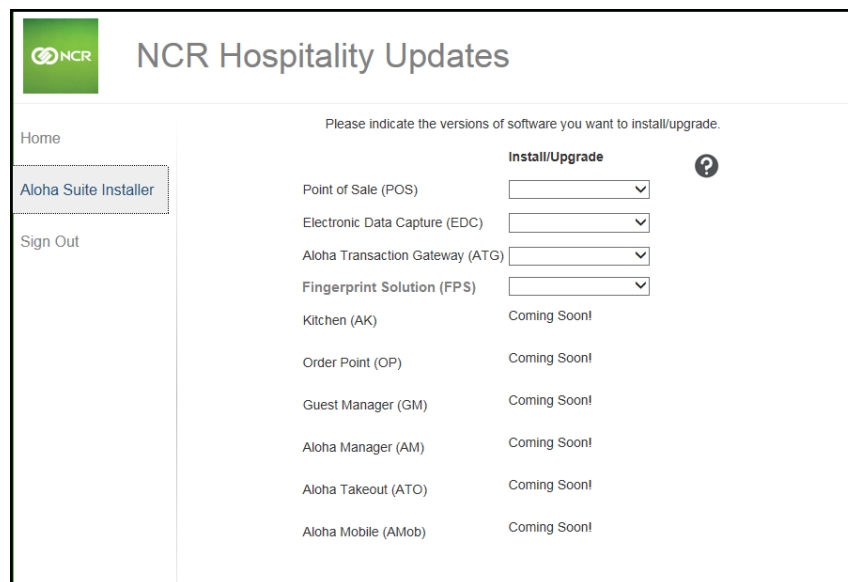 NCR
NCR Hospitality Updates
Home
Aloha Suite Installer
Sign Out
Please indicate the versions of software you want to install/upgrade.
Install/Upgrade
?
Point of Sale (POS)
Electronic Data Capture (EDC)
Aloha Transaction Gateway (ATG)
Fingerprint Solution (FPS)
Kitchen (AK) Coming Soon!
Order Point (OP) Coming Soon!
Guest Manager (GM) Coming Soon!
Aloha Manager (AM) Coming Soon!
Aloha Takeout (ATO) Coming Soon!
Aloha Mobile (AMob) Coming Soon!